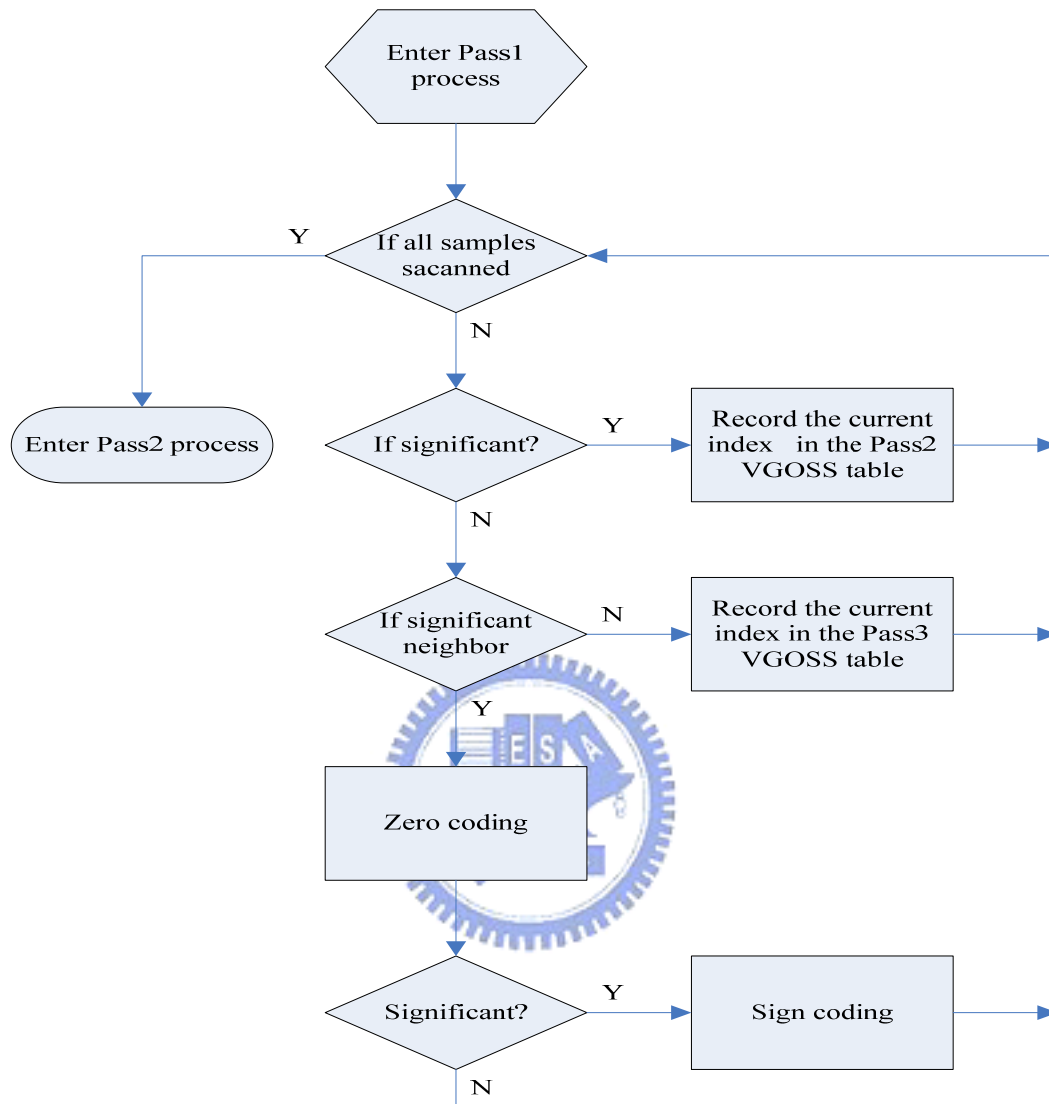 Enter Pass1
process
If all samples
sacanned
Y
N
Enter Pass2 process
If significant?
Y
Record the current
index in the Pass2
VGOSS table
N
If significant
neighbor
N
Record the current
index in the Pass3
VGOSS table
Y
E S A
Zero coding
Significant?
Y
Sign coding
N